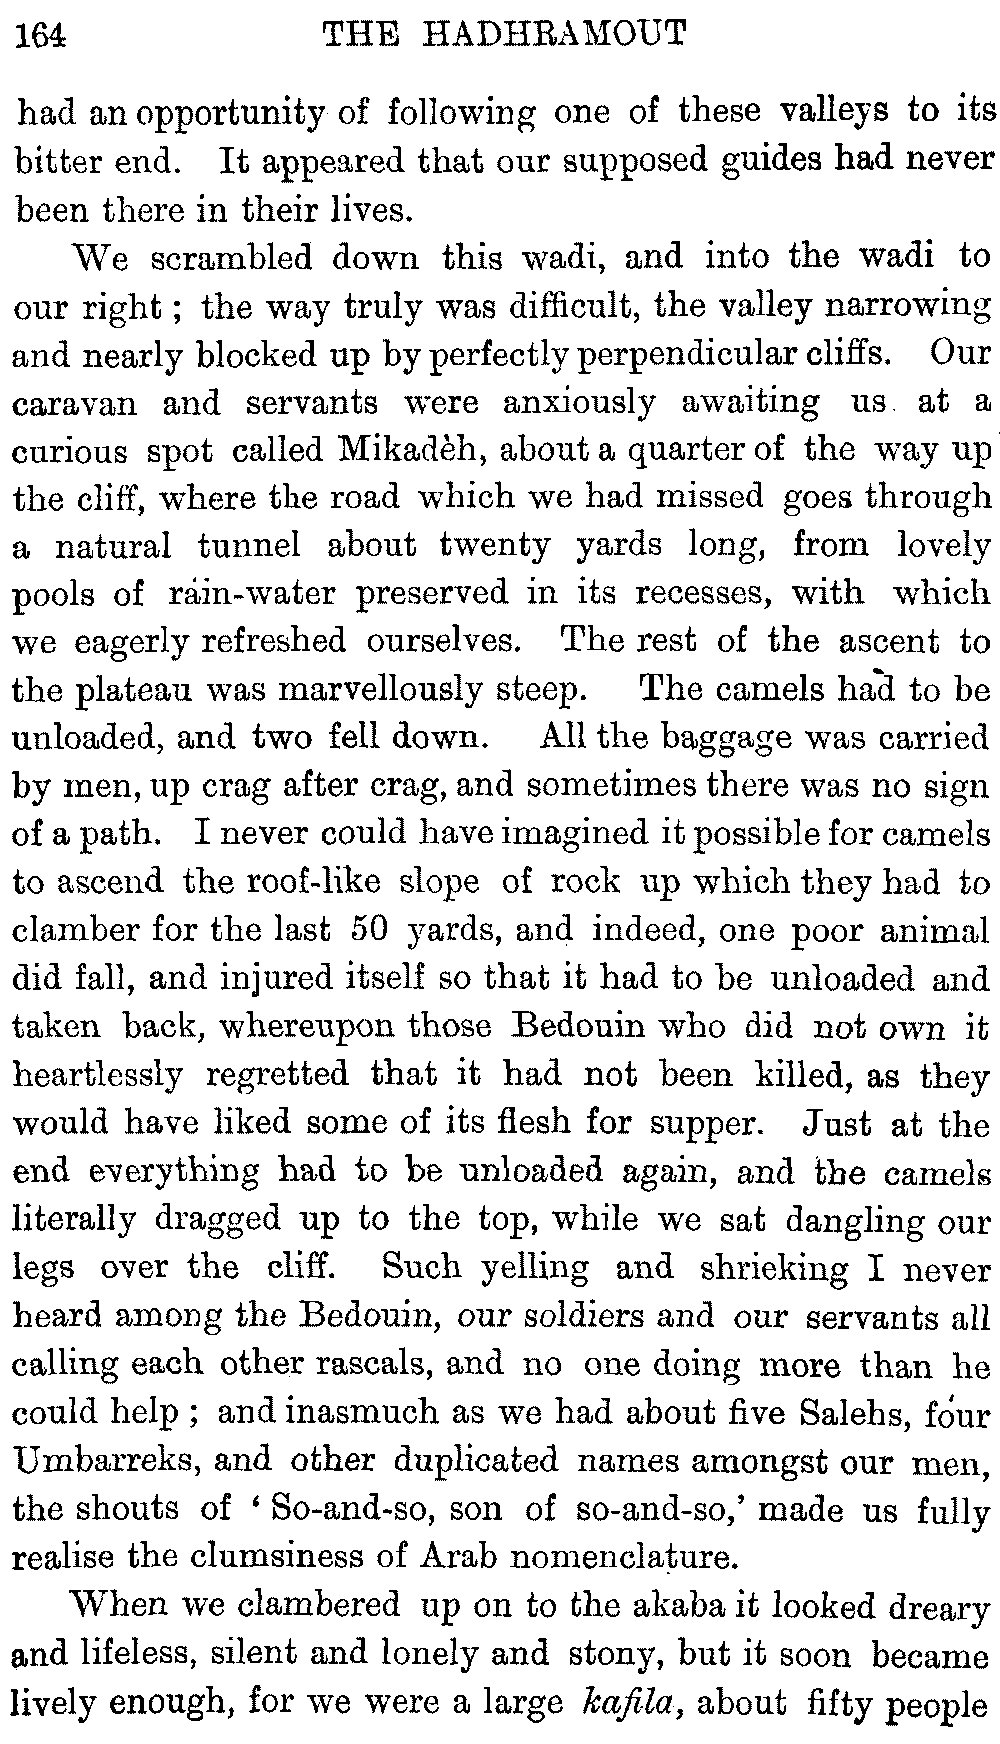 164 THE HADHRAMOUT
had an opportunity of following one of these valleys to its
bitter end. It appeared that our supposed guides had never
been there in their lives.
We scrambled down this wadi, and into the wadi to
our right ; the way truly was difficult, the valley narrowing
and nearly blocked up by perfectly perpendicular cliffs. Our
caravan and servants were anxiously awaiting us at a
curious spot called Mikadèh, about a quarter of the way up
the cliff, where the road which we had missed goes through
a natural tunnel about twenty yards long, from lovely
pools of rain-water preserved in its recesses, with which
we eagerly refreshed ourselves. The rest of the ascent to
the plateau was marvellously steep. The camels had to be
unloaded, and two fell down. All the baggage was carried
by men, up crag after crag, and sometimes there was no sign
of a path. I never could have imagined it possible for camels
to ascend the roof-like slope of rock up which they had to
clamber for the last 50 yards, and indeed, one poor animal
did fall, and injured itself so that it had to be unloaded and
taken back, whereupon those Bedouin who did not own it
heartlessly regretted that it had not been killed, as they
would have liked some of its flesh for supper. Just at the
end everything had to be unloaded again, and the camels
literally dragged up to the top, while we sat dangling our
legs over the cliff. Such yelling and shrieking I never
heard among the Bedouin, our soldiers and our servants all
calling each other rascals, and no one doing more than he
could help ; and inasmuch as we had about five Salehs, four
Umbarreks, and other duplicated names amongst our men,
the shouts of ‘ So-and-so, son of so-and-so,’ made us fully
realise the clumsiness of Arab nomenclature.
When we clambered up on to the akaba it looked dreary
and lifeless, silent and lonely and stony, but it soon became
lively enough, for we were a large kafila, about fifty people